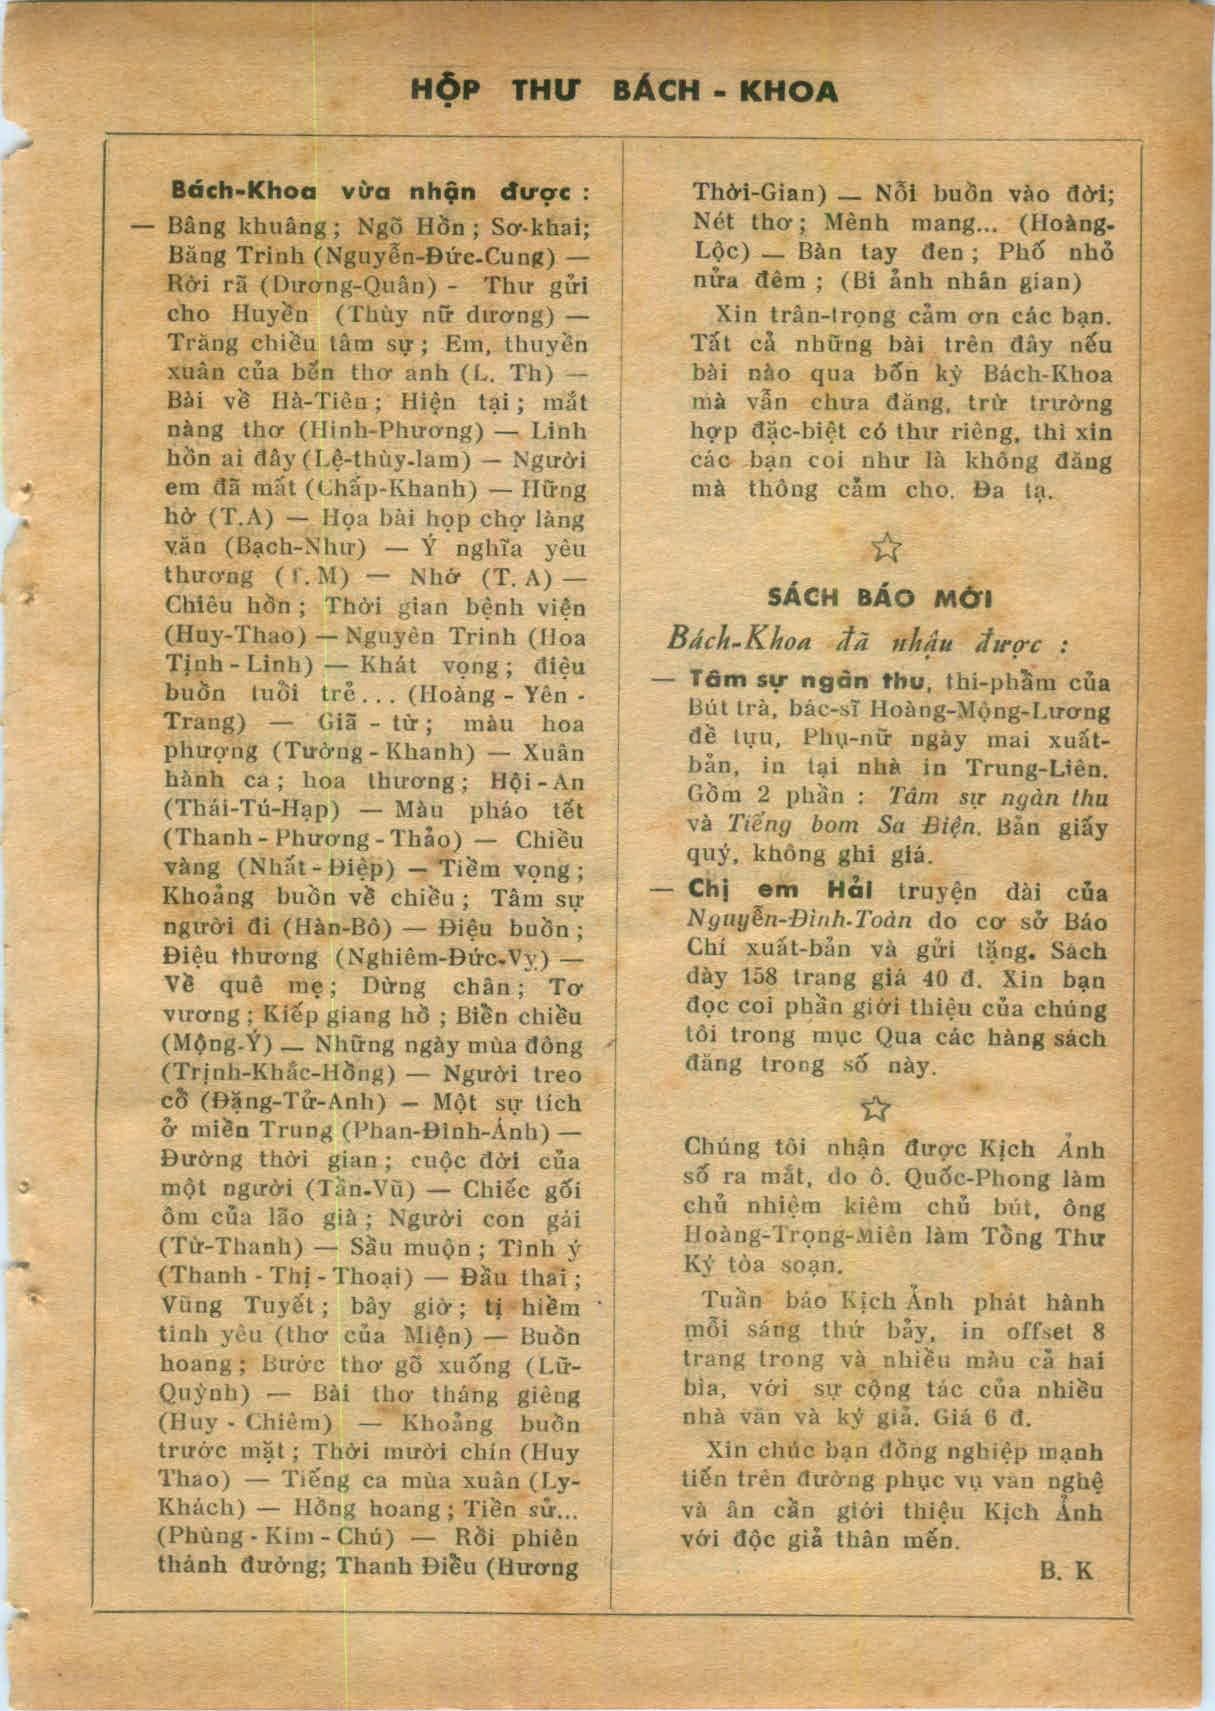 HỘP THƯ BÁCH - KHOA
Bách-Khoa vừa nhận được :
— Bâng khuâng ; Ngõ Hồn ; Sơ-khai;
Băng Trinh (Nguyễn-Đức-Cung) —
Rời rã (Dương-Quân) - Thư gửi
cho Huyền (Thùy nữ dương) —
Trăng chiều tâm sự ; Em, thuyền
xuân của bến thơ anh (L. Th) —
Bài về Hà-Tiên ; Hiện tại ; mắt
nàng thơ (Hinh-Phương) — Linh
hồn ai đây (Lệ-thùy-lam) — Người
em đã mất (Chấp-Khanh) — Hững
hờ (T.A) — Họa bài họp chợ làng
văn (Bạch-Như) — Ý nghĩa yêu
thương (T.M) — Nhớ (T. A) —
Chiêu hồn ; Thời gian bệnh viện
(Huy-Thao) — Nguyên Trinh (Hoa
Tịnh - Linh) — Khát vọng ; điệu
buồn tuổi trẻ... (Hoàng - Yên -
Trang) — Giã - từ ; màu hoa
phượng (Tường - Khanh) — Xuân
hành ca ; hoa thương ; Hội - An
(Thái-Tú-Hạp) — Màu pháo tết
(Thanh - Phương - Thảo) — Chiều
vàng (Nhất - Điệp) — Tiềm vọng ;
Khoảng buồn về chiều ; Tâm sự
người đi (Hàn-Bô) — Điệu buồn ;
Điệu thương (Nghiêm-Đức-Vỵ) —
Về quê mẹ ; Dừng chân ; Tơ
vương ; Kiếp giang hồ ; Biển chiều
(Mộng-Ý) — Những ngày mùa đông
(Trịnh-Khắc-Hồng) — Người treo
cổ (Đặng-Tử-Anh) — Một sự tích
ở miền Trung (Phan-Đình-Ánh) —
Đường thời gian ; cuộc đời của
một người (Tần-Vũ) — Chiếc gối
ôm của lão già ; Người con gái
(Từ-Thanh) — Sầu muộn ; Tình ý
(Thanh - Thị - Thoại) — Đầu thai ;
Vũng Tuyết ; bây giờ ; tị hiềm
tình yêu (thơ của Miện) — Buồn
hoang ; Bước thơ gõ xuống (Lữ-
Quỳnh) — Bài thơ tháng giêng
(Huy - Chiêm) — Khoảng buồn
trước mặt ; Thời mười chín (Huy
Thao) — Tiếng ca mùa xuân (Ly-
Khách) — Hồng hoang ; Tiền sử...
(Phùng - Kim - Chú) — Rồi phiên
thánh đường; Thanh Điều (Hương
Thời-Gian) — Nỗi buồn vào đời;
Nét thơ ; Mênh mang... (Hoàng-
Lộc) — Bàn tay đen ; Phố nhỏ
nửa đêm ; (Bi ảnh nhân gian)
Xin trân-trọng cảm ơn các bạn.
Tất cả những bài trên đây nếu
bài nào qua bốn kỳ Bách-Khoa
mà vẫn chưa đăng, trừ trường
hợp đặc-biệt có thư riêng, thì xin
các bạn coi như là không đăng
mà thông cảm cho. Đa tạ.
SÁCH BÁO MỚI
Bách-Khoa đã nhận được :
— Tâm sự ngàn thu, thi-phẩm của
Bút trà, bác-sĩ Hoàng-Mộng-Lương
đề tựu, Phụ-nữ ngày mai xuất-
bản, in tại nhà in Trung-Liên.
Gồm 2 phần : Tâm sự ngàn thu
và Tiếng bom Sa Điện. Bản giấy
quý, không ghi giá.
— Chị em Hải truyện dài của
Nguyễn-Đình-Toàn do cơ sở Báo
Chí xuất-bản và gửi tặng. Sách
dày 158 trang giá 40 đ. Xin bạn
đọc coi phần giới thiệu của chúng
tôi trong mục Qua các hàng sách
đăng trong số này.
Chúng tôi nhận được Kịch Ảnh
số ra mắt, do ô. Quốc-Phong làm
chủ nhiệm kiêm chủ bút, ông
Hoàng-Trọng-Miên làm Tổng Thư
Ký tòa soạn.
Tuần báo Kịch Ảnh phát hành
mỗi sáng thứ bảy, in offset 8
trang trong và nhiều màu cả hai
bìa, với sự cộng tác của nhiều
nhà văn và ký giả. Giá 6 đ.
Xin chúc bạn đồng nghiệp mạnh
tiến trên đường phục vụ văn nghệ
và ân cần giới thiệu Kịch Ảnh
với độc giả thân mến.
B. K